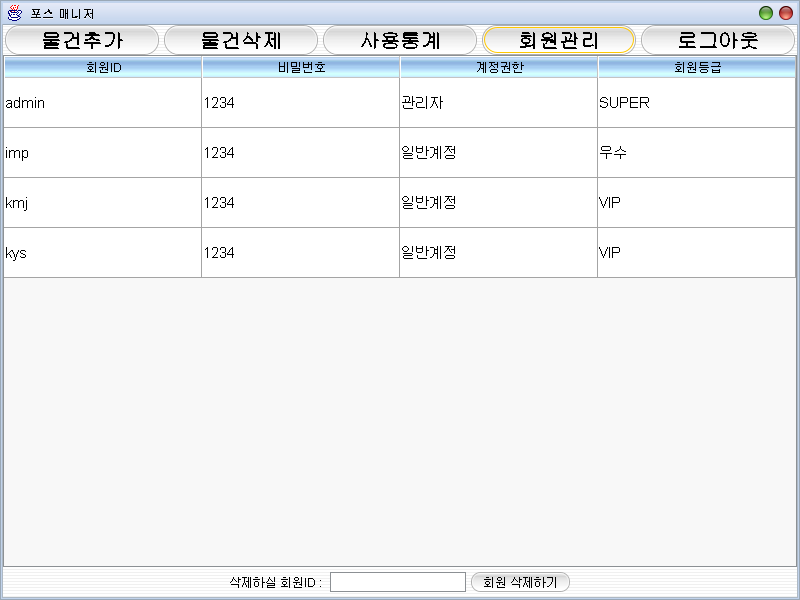 포스 매니저
물건추가 물건삭제 사용통계 회원관리 로그아웃
회원ID 비밀번호 계정권한 회원등급
admin 1234 관리자 SUPER
imp 1234 일반계정 우수
kmj 1234 일반계정 VIP
kys 1234 일반계정 VIP
삭제하실 회원ID : 회원 삭제하기